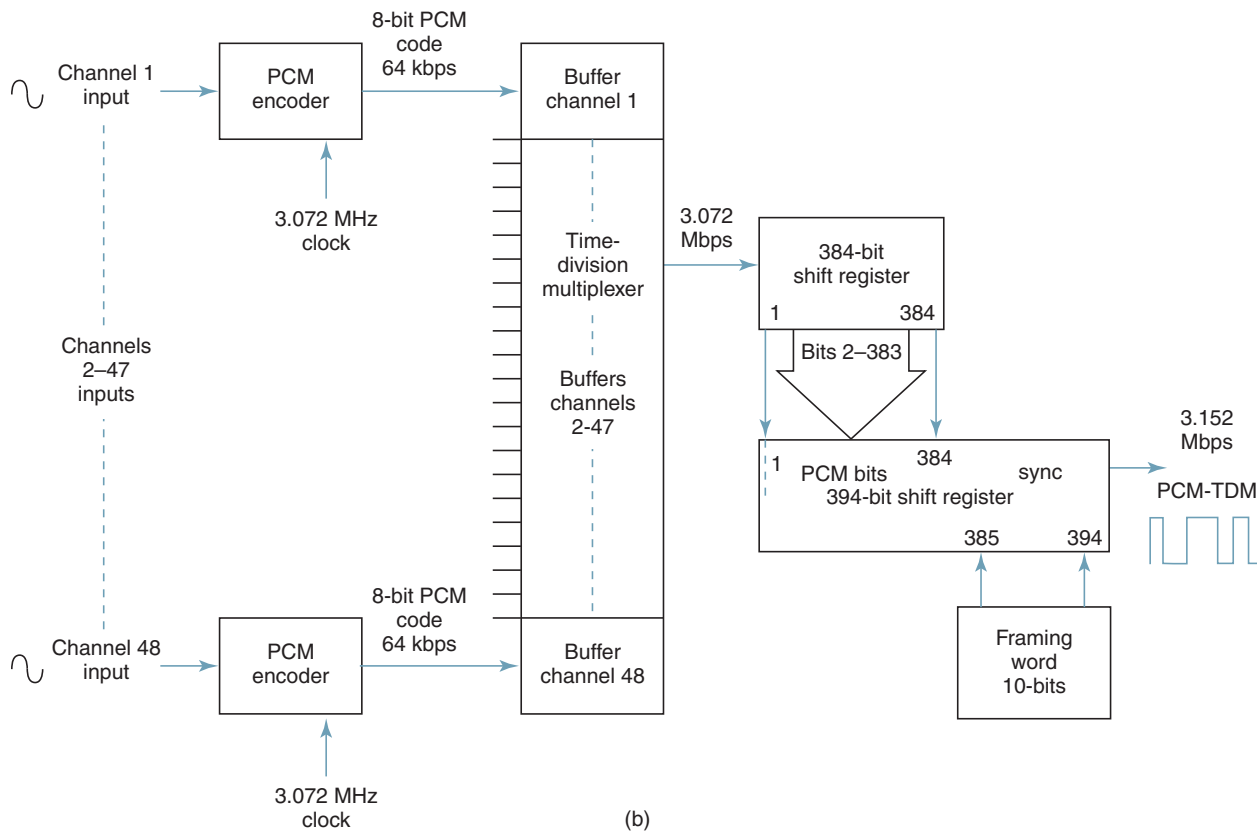 8-bit PCM
code
64 kbps
Channel 1
input
PCM
encoder
Buffer
channel 1
3.072 MHz
clock
Time-
division
multiplexer
3.072
Mbps
384-bit
shift register
1
384
Bits 2–383
Channels
2–47
inputs
Buffers
channels
2-47
1
384
PCM bits
sync
394-bit shift register
385
394
3.152
Mbps
PCM-TDM
8-bit PCM
code
64 kbps
Channel 48
input
PCM
encoder
Buffer
channel 48
Framing
word
10-bits
3.072 MHz
clock
(b)